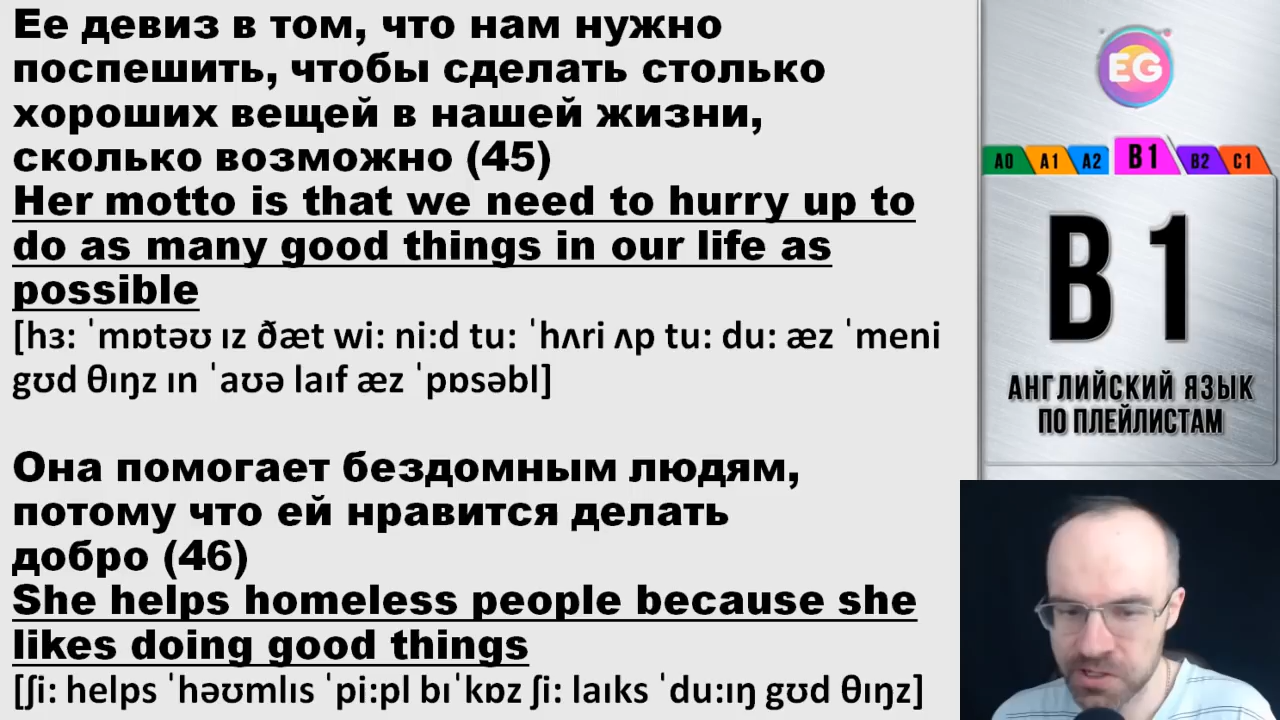 Ее девиз в том, что нам нужно
поспешить, чтобы сделать столько
хороших вещей в нашей жизни,
сколько возможно (45)
Her motto is that we need to hurry up to
do as many good things in our life as
possible
[hɜː ˈmɒtəʊ ɪz ðæt wiː niːd tuː ˈhʌri ʌp tuː duː æz ˈmeni
gʊd θɪŋz ɪn ˈaʊə laɪf æz ˈpɒsəbl]
Она помогает бездомным людям,
потому что ей нравится делать
добро (46)
She helps homeless people because she
likes doing good things
[ʃiː helps ˈhəʊmlɪs ˈpiːpl bɪˈkɒz ʃiː laɪks ˈduːɪŋ gʊd θɪŋz]
EG
A0 A1 A2 B1 B2 C1
B1
АНГЛИЙСКИЙ ЯЗЫК
ПО ПЛЕЙЛИСТАМ